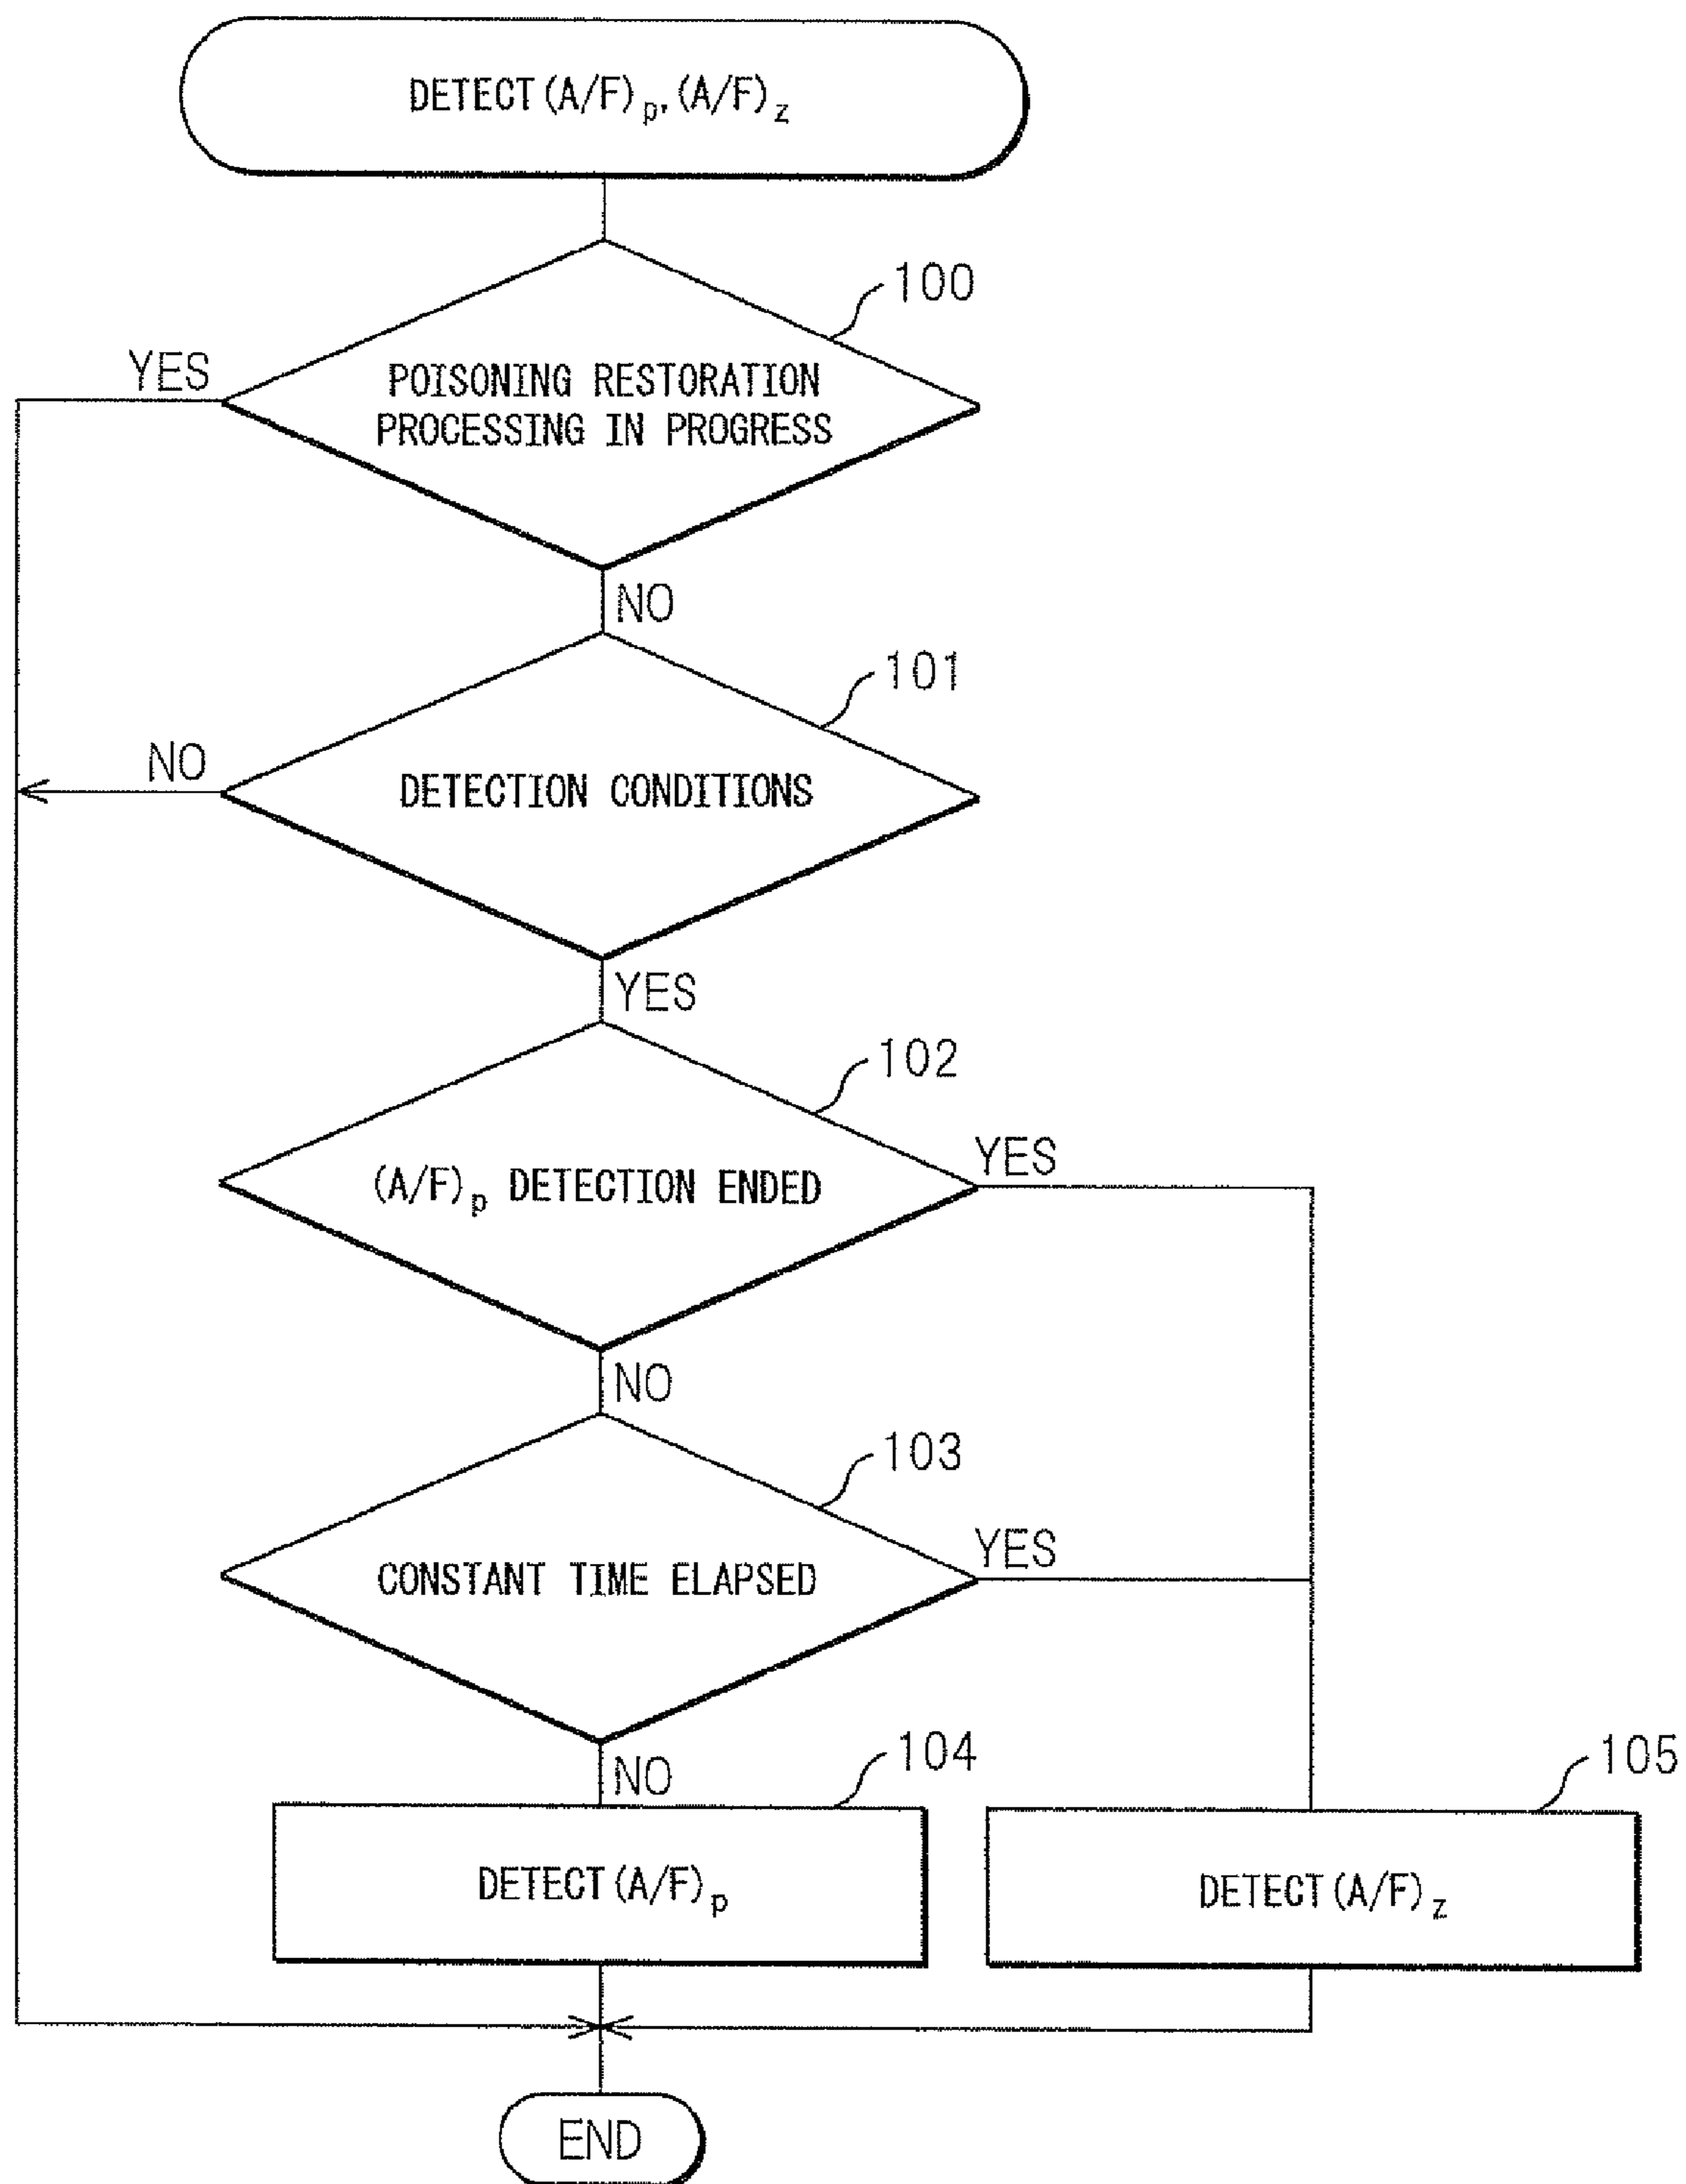 DETECT(A/F)p,(A/F)z
100
YES
POISONING RESTORATION
PROCESSING IN PROGRESS
NO
101
NO
DETECTION CONDITIONS
YES
102
YES
(A/F)p DETECTION ENDED
NO
103
YES
CONSTANT TIME ELAPSED
NO
104
105
DETECT(A/F)p
DETECT(A/F)z
END